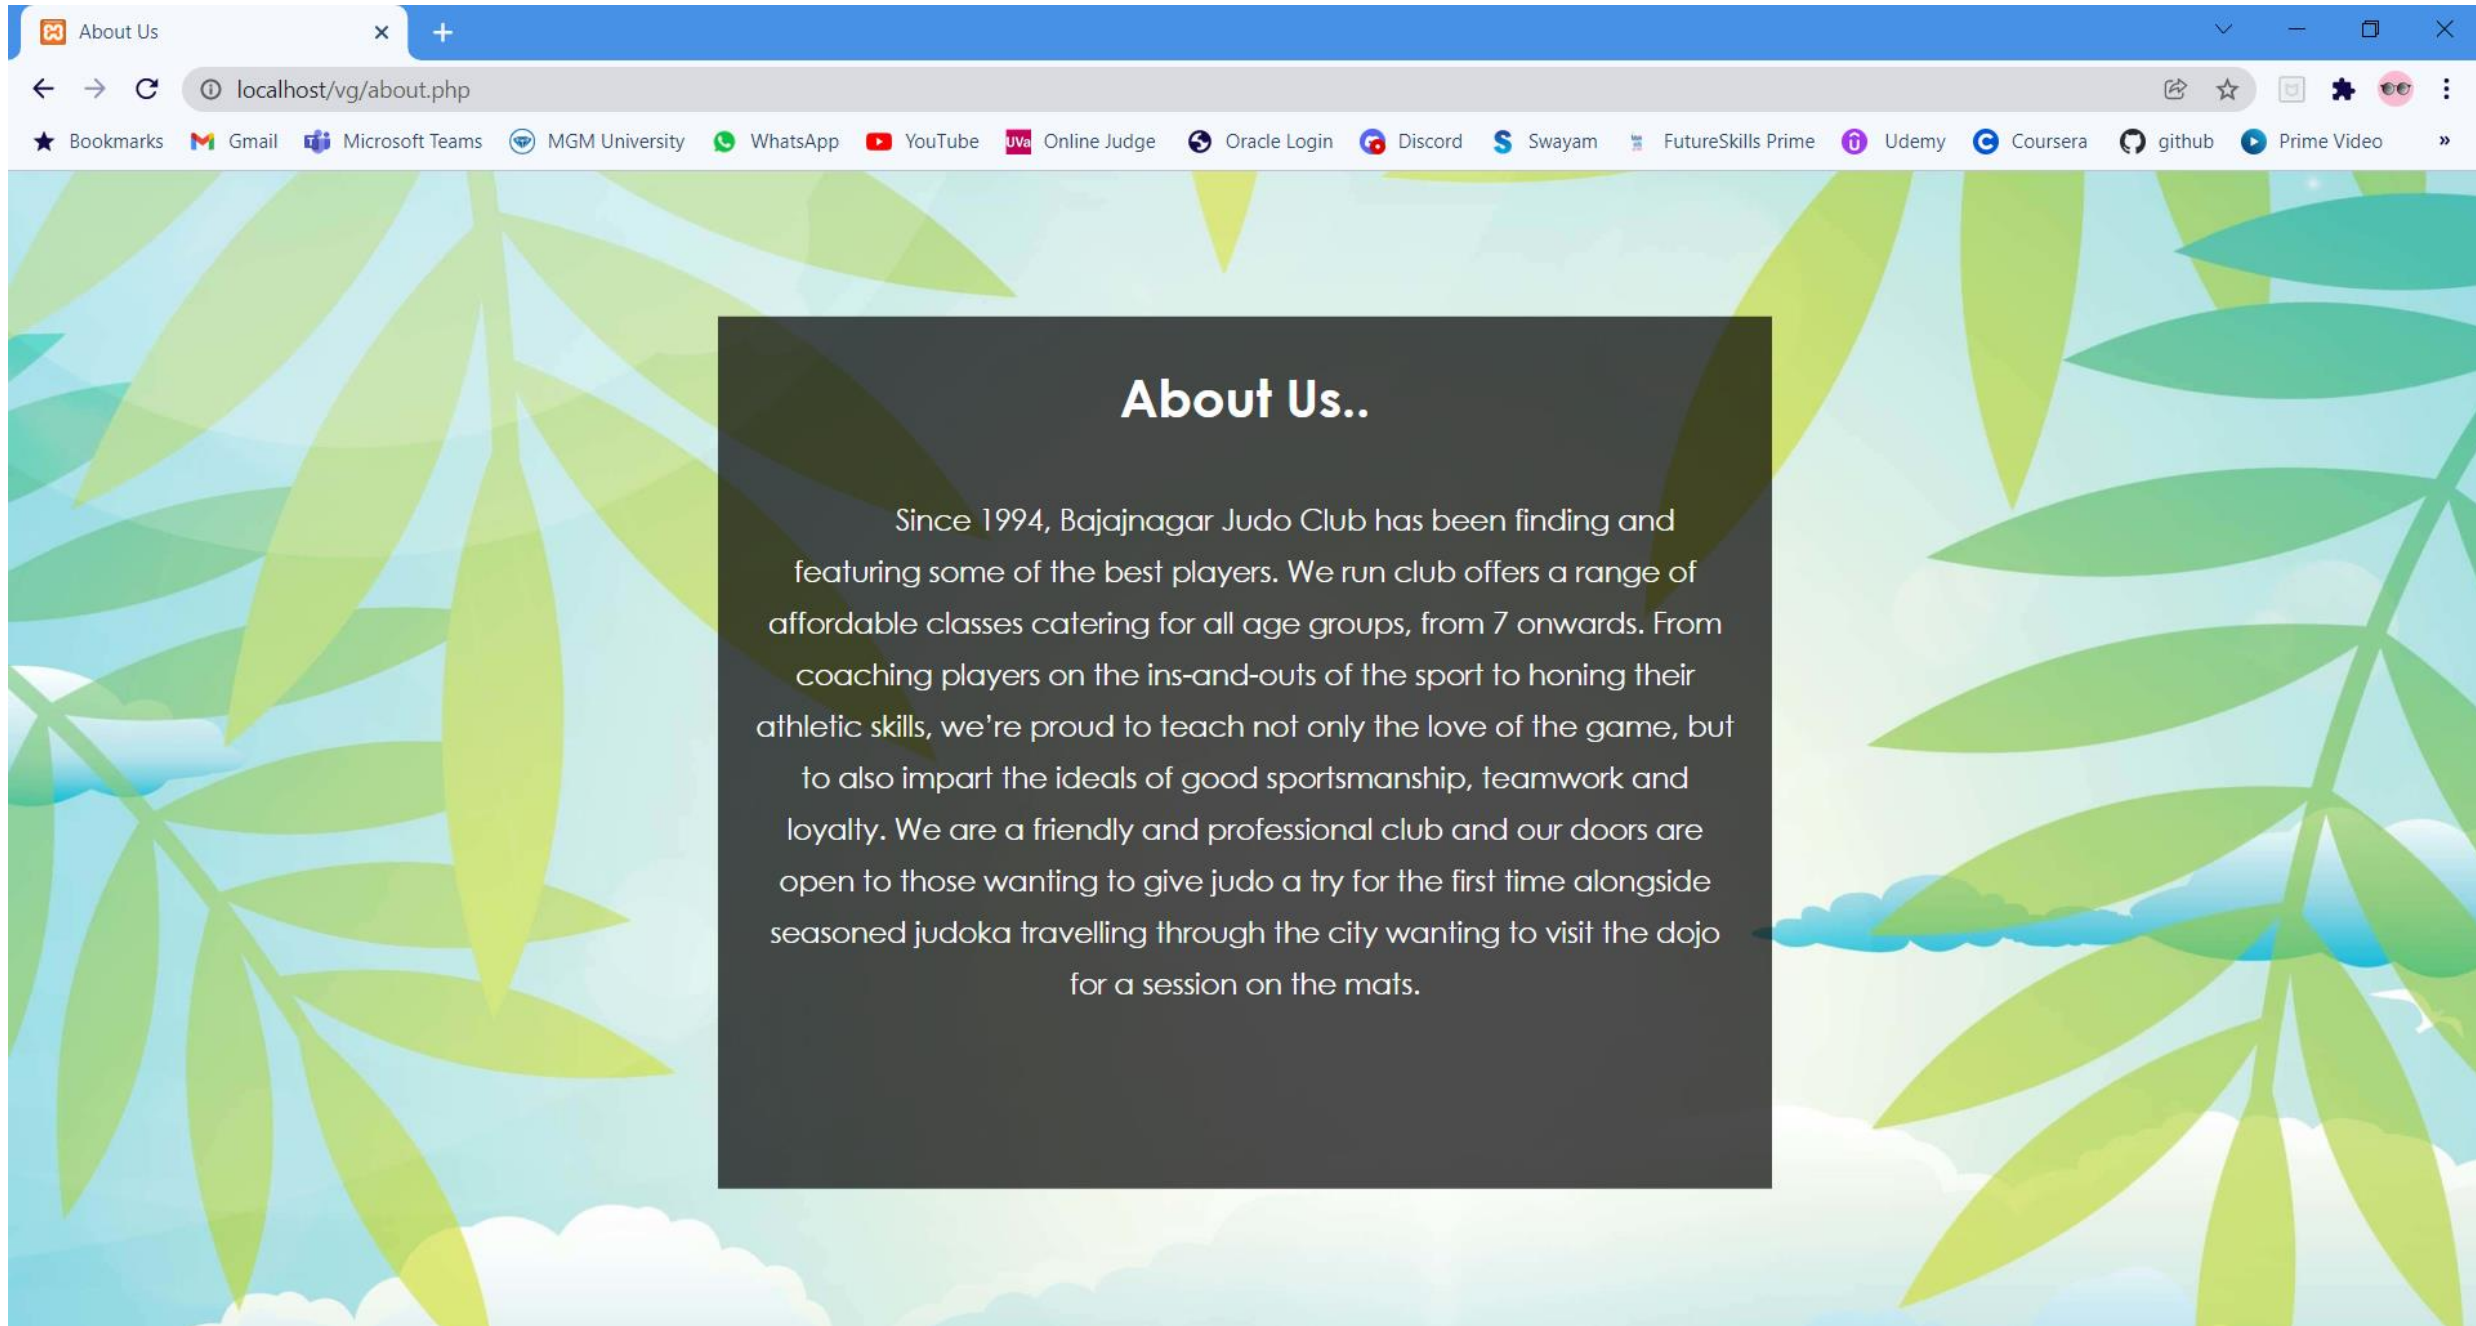 About Us
localhost/vg/about.php
Bookmarks Gmail Microsoft Teams MGM University WhatsApp YouTube UVa Online Judge Oracle Login Discord Swayam FutureSkills Prime Udemy Coursera github Prime Video »
About Us..
Since 1994, Bajajnagar Judo Club has been finding and
featuring some of the best players. We run club offers a range of
affordable classes catering for all age groups, from 7 onwards. From
coaching players on the ins-and-outs of the sport to honing their
athletic skills, we're proud to teach not only the love of the game, but
to also impart the ideals of good sportsmanship, teamwork and
loyalty. We are a friendly and professional club and our doors are
open to those wanting to give judo a try for the first time alongside
seasoned judoka travelling through the city wanting to visit the dojo
for a session on the mats.